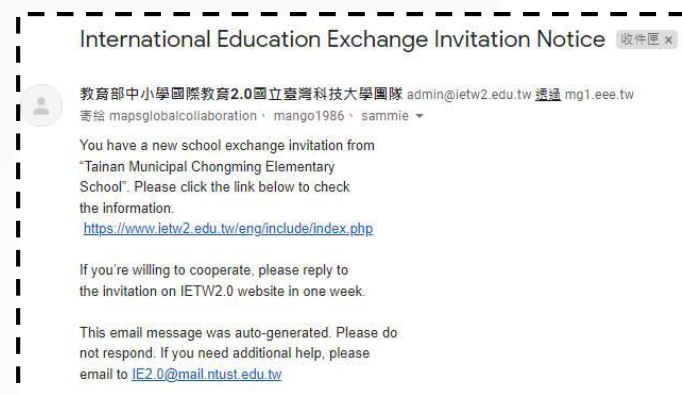 International Education Exchange Invitation Notice 收件匣 x
教育部中小學國際教育2.0國立臺灣科技大學團隊 admin@ietw2.edu.tw 透過 mg1.eee.tw
寄給 mapsglobalcollaboration、 mango1986、 sammie
You have a new school exchange invitation from
“Tainan Municipal Chongming Elementary
School”. Please click the link below to check
the information.
https://www.ietw2.edu.tw/eng/include/index.php
If you’re willing to cooperate, please reply to
the invitation on IETW2.0 website in one week.
This email message was auto-generated. Please do
not respond. If you need additional help, please
email to IE2.0@mail.ntust.edu.tw